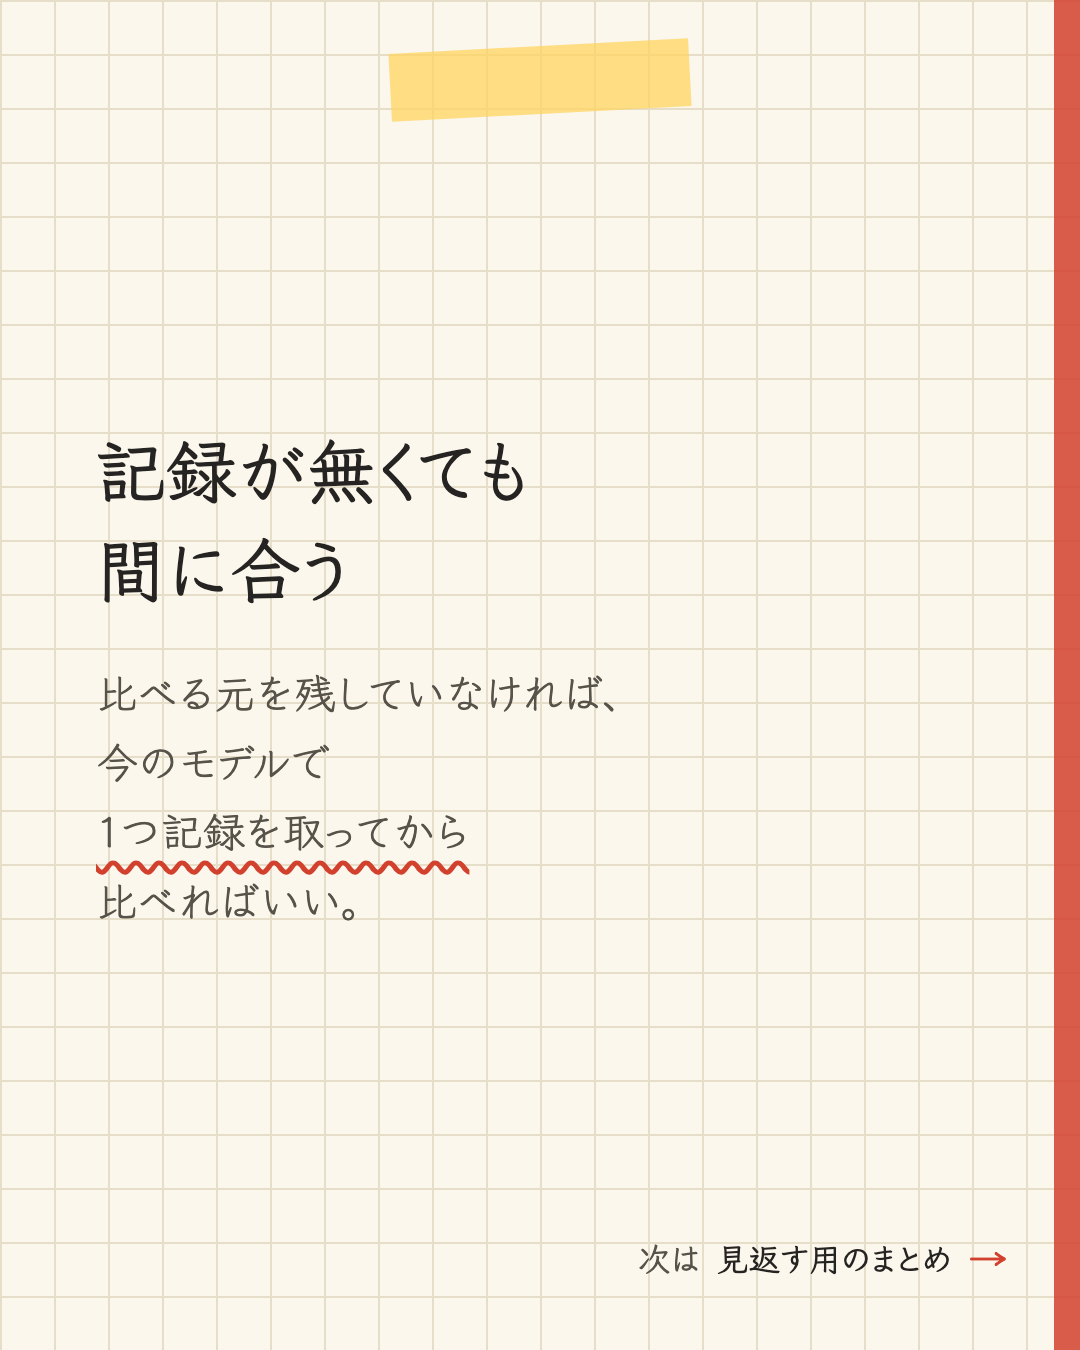 記録が無くても
間に合う
比べる元を残していなければ、
今のモデルで
1つ記録を取ってから
比べればいい。
次は 見返す用のまとめ →